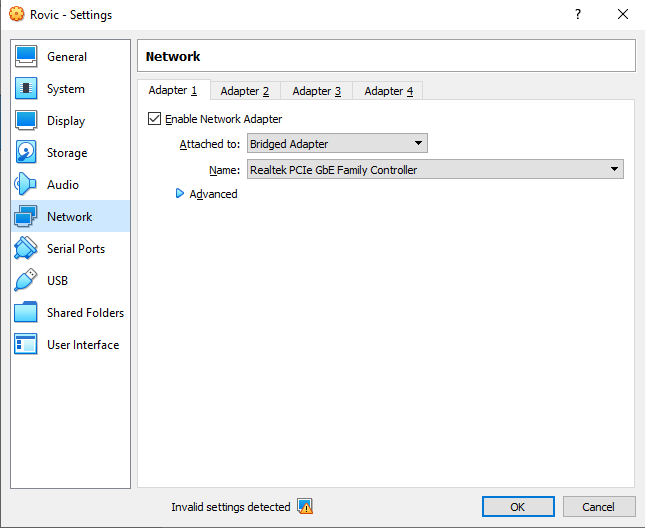 Rovic - Settings
?
General
System
Display
Storage
Audio
Network
Serial Ports
USB
Shared Folders
User Interface
Network
Adapter 1 Adapter 2 Adapter 3 Adapter 4
Enable Network Adapter
Attached to: Bridged Adapter
Name: Realtek PCIe GbE Family Controller
Advanced
Invalid settings detected
OK Cancel